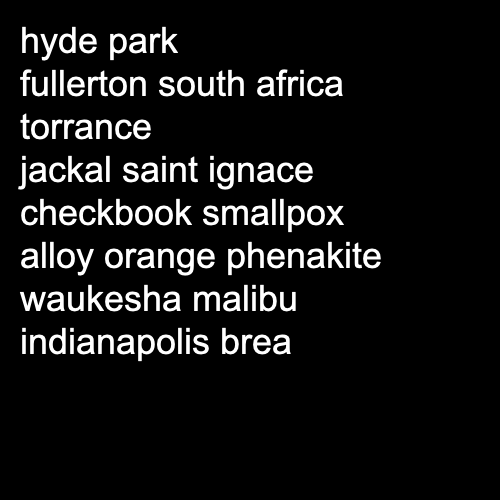 hyde park
fullerton south africa
torrance
jackal saint ignace
checkbook smallpox
alloy orange phenakite
waukesha malibu
indianapolis brea